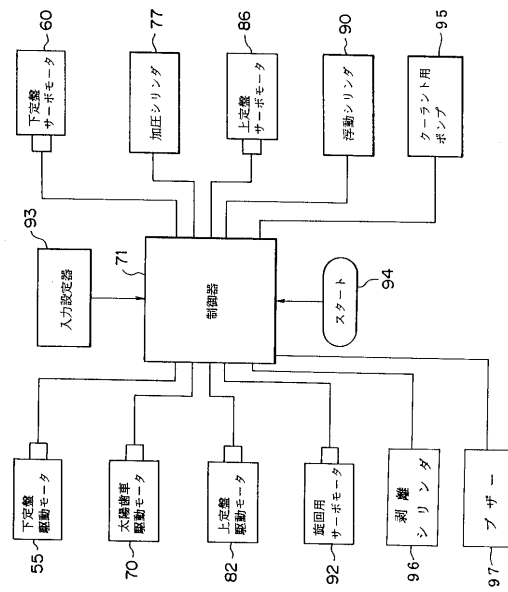 60
下定盤
サーボモータ
77
加圧シリンダ
86
上定盤
サーボモータ
90
浮動シリンダ
95
クーラント用
ポンプ
93
入力設定器
71
制御器
スタート
94
下定盤
駆動モータ
55
太陽歯車
駆動モータ
70
上定盤
駆動モータ
82
旋回用
サーボモータ
92
剥離
シリンダ
96
ブザー
97